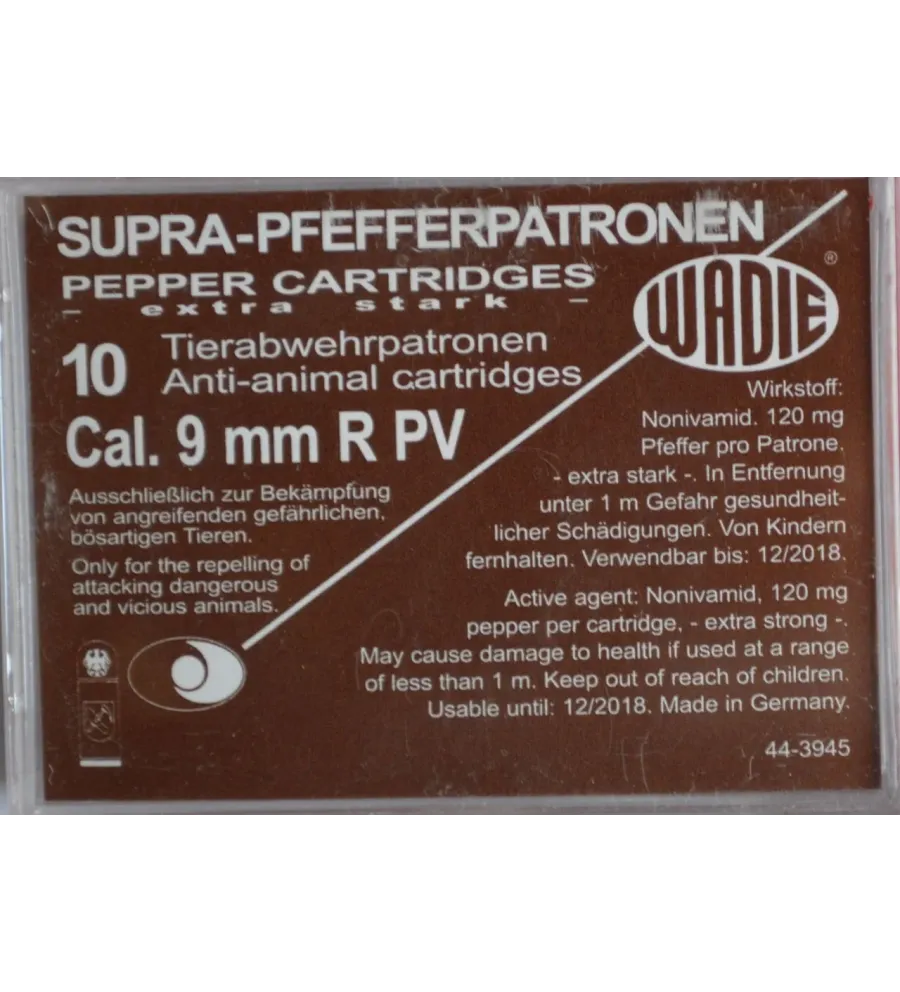 SUPRA-PFEFFERPATRONEN
PEPPER CARTRIDGES
- extra stark -
WADIE®
10 Tierabwehrpatronen
Anti-animal cartridges
Cal. 9 mm R PV
Ausschließlich zur Bekämpfung
von angreifenden gefährlichen,
bösartigen Tieren.
Only for the repelling of
attacking dangerous
and vicious animals.
Wirkstoff:
Nonivamid. 120 mg
Pfeffer pro Patrone.
- extra stark -. In Entfernung
unter 1 m Gefahr gesundheit-
licher Schädigungen. Von Kindern
fernhalten. Verwendbar bis: 12/2018.
Active agent: Nonivamid, 120 mg
pepper per cartridge, - extra strong -.
May cause damage to health if used at a range
of less than 1 m. Keep out of reach of children.
Usable until: 12/2018. Made in Germany.
44-3945